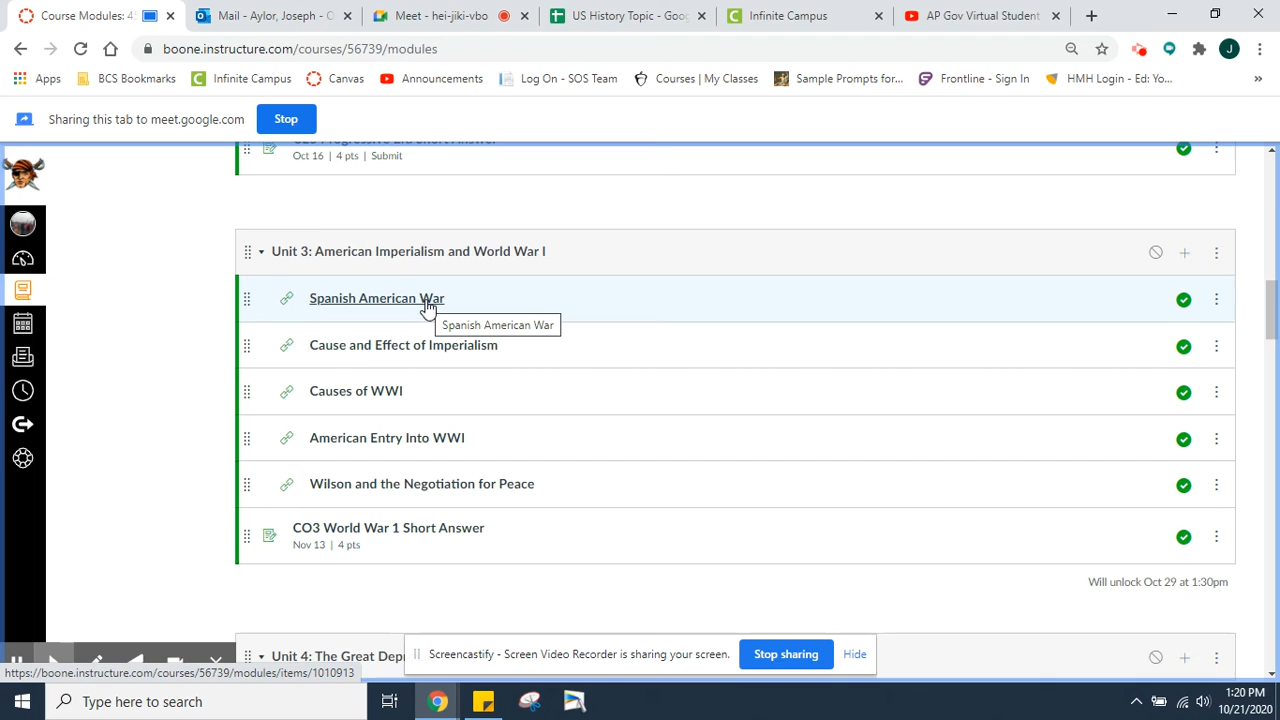 Course Modules: 4
Mail - Aylor, Joseph - O
Meet - hei-jiki-vbo
US History Topic - Goog
Infinite Campus
AP Gov Virtual Student
boone.instructure.com/courses/56739/modules
Apps
BCS Bookmarks
Infinite Campus
Canvas
Announcements
Log On - SOS Team
Courses | My Classes
Sample Prompts for...
Frontline - Sign In
HMH Login - Ed: Yo...
»
J
Sharing this tab to meet.google.com
Stop
Oct 16 | 4 pts | Submit
Unit 3: American Imperialism and World War I
Spanish American War
Spanish American War
Cause and Effect of Imperialism
Causes of WWI
American Entry Into WWI
Wilson and the Negotiation for Peace
CO3 World War 1 Short Answer
Nov 13 | 4 pts
Will unlock Oct 29 at 1:30pm
Unit 4: The Great Dep
Screencastify - Screen Video Recorder is sharing your screen.
Stop sharing
Hide
https://boone.instructure.com/courses/56739/modules/items/1010913
Type here to search
1:20 PM
10/21/2020